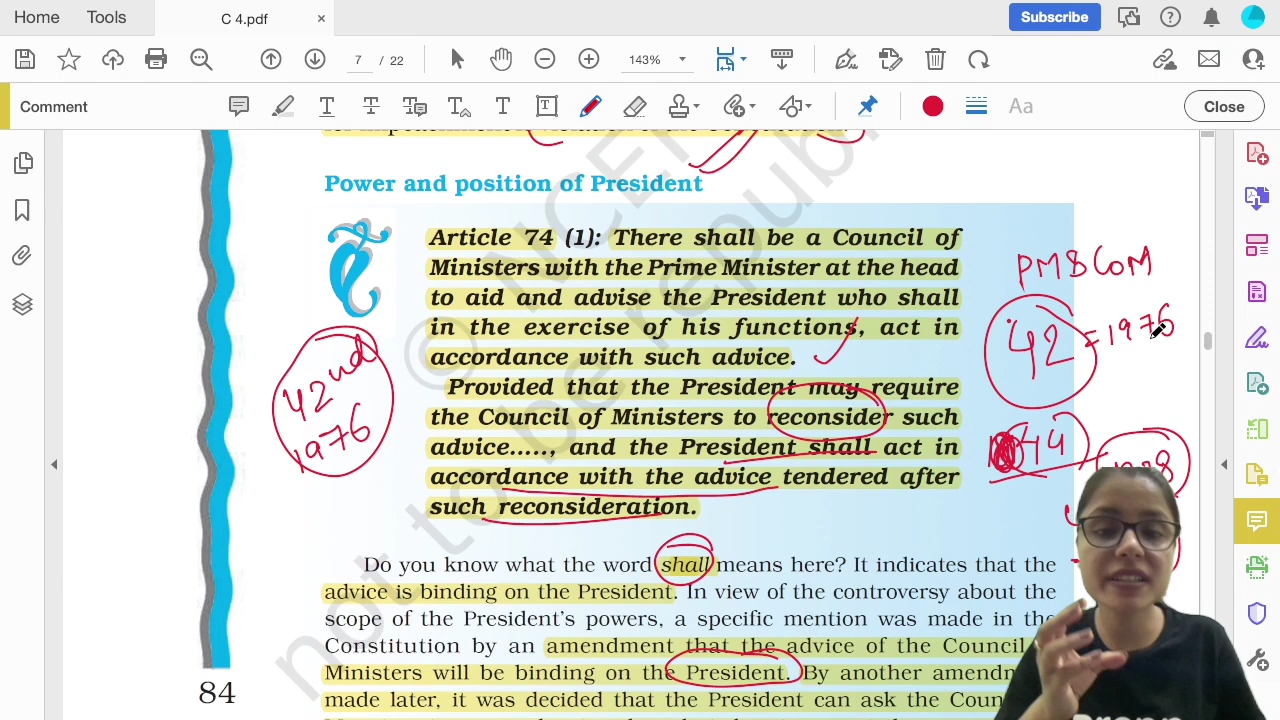 Home Tools C 4.pdf × Subscribe
7 / 22 143%
Comment Aa Close
Power and position of President
Article 74 (1): There shall be a Council of
Ministers with the Prime Minister at the head
to aid and advise the President who shall
in the exercise of his functions, act in
accordance with such advice.
Provided that the President may require
the Council of Ministers to reconsider such
advice....., and the President shall act in
accordance with the advice tendered after
such reconsideration.
PM & CoM
42 = 1976
44
42nd
1976
Do you know what the word shall means here? It indicates that the
advice is binding on the President. In view of the controversy about the
scope of the President's powers, a specific mention was made in the
Constitution by an amendment that the advice of the Council
Ministers will be binding on the President. By another
made later, it was decided that the President can ask the
84
not to be republ
© NCE